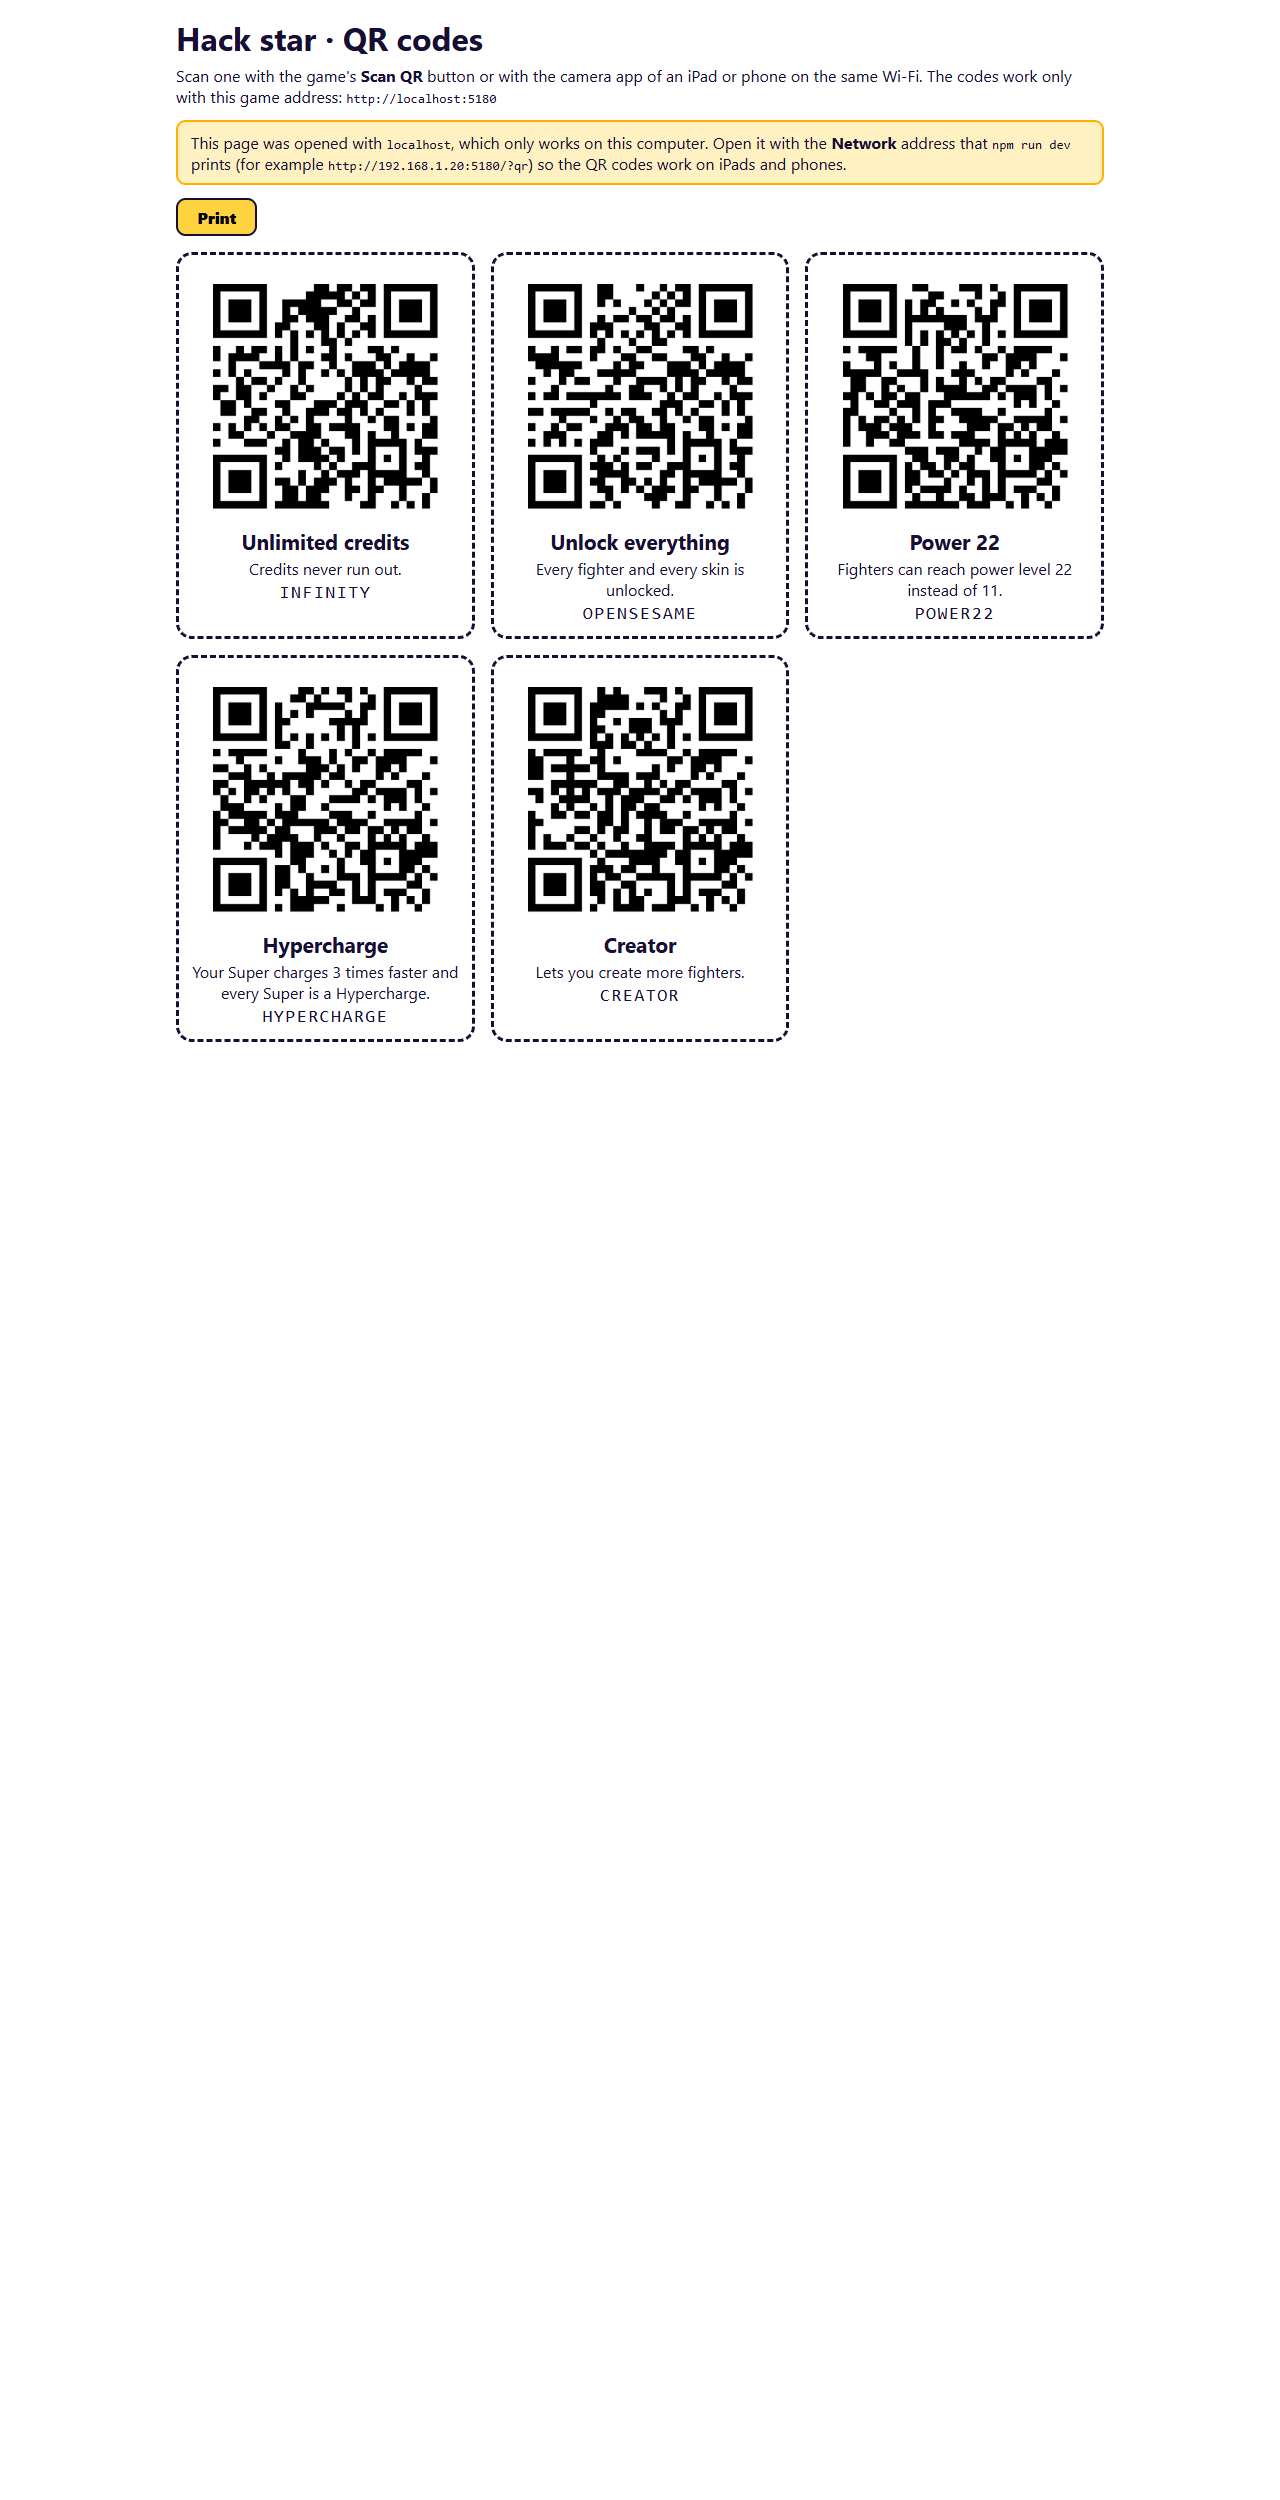 Hack star · QR codes
Scan one with the game's Scan QR button or with the camera app of an iPad or phone on the same Wi-Fi. The codes work only
with this game address: http://localhost:5180
This page was opened with localhost, which only works on this computer. Open it with the Network address that npm run dev
prints (for example http://192.168.1.20:5180/?qr) so the QR codes work on iPads and phones.
Print
Unlimited credits
Credits never run out.
INFINITY
Unlock everything
Every fighter and every skin is
unlocked.
OPENSESAME
Power 22
Fighters can reach power level 22
instead of 11.
POWER22
Hypercharge
Your Super charges 3 times faster and
every Super is a Hypercharge.
HYPERCHARGE
Creator
Lets you create more fighters.
CREATOR